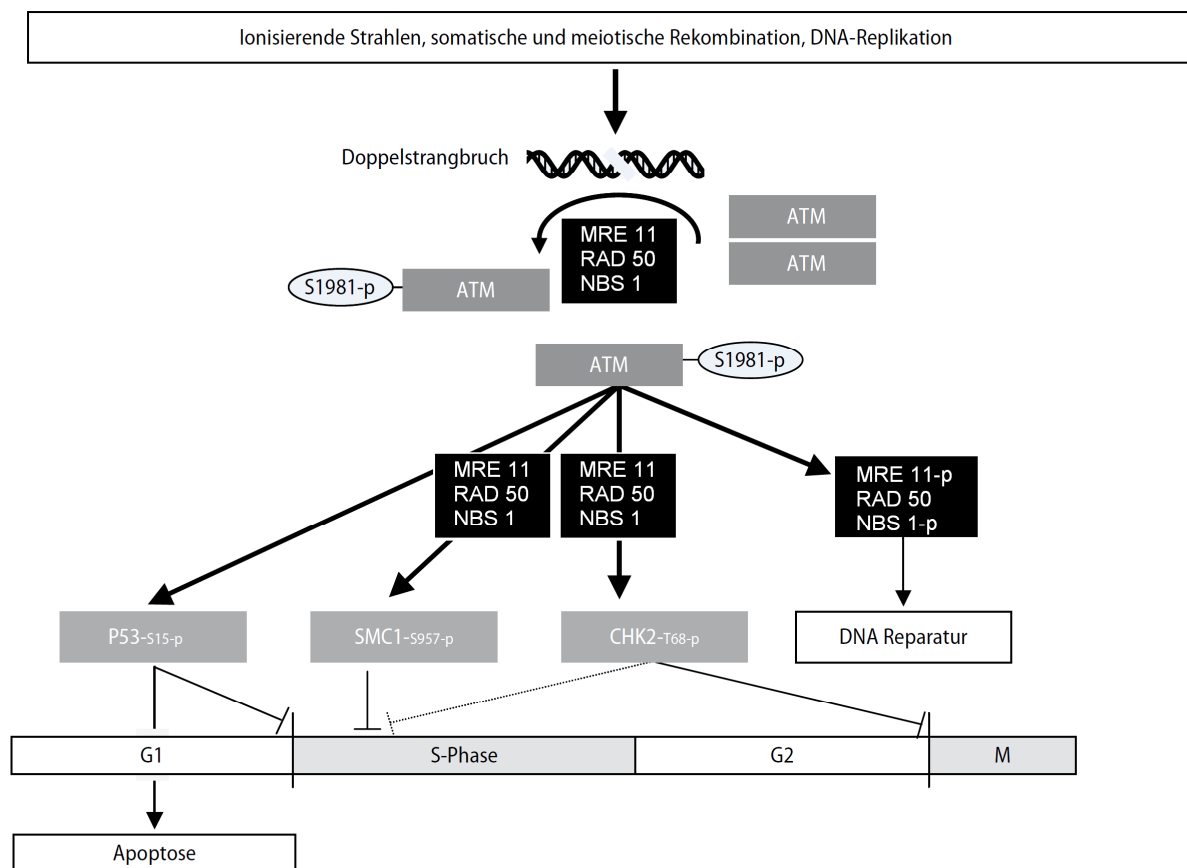 Ionisierende Strahlen, somatische und meiotische Rekombination, DNA-Replikation
Doppelstrangbruch
ATM
ATM
MRE 11
RAD 50
NBS 1
S1981-p
ATM
ATM
S1981-p
MRE 11
RAD 50
NBS 1
MRE 11
RAD 50
NBS 1
MRE 11-p
RAD 50
NBS 1-p
P53-S15-p
SMC1-S957-p
CHK2-T68-p
DNA Reparatur
G1
S-Phase
G2
M
Apoptose